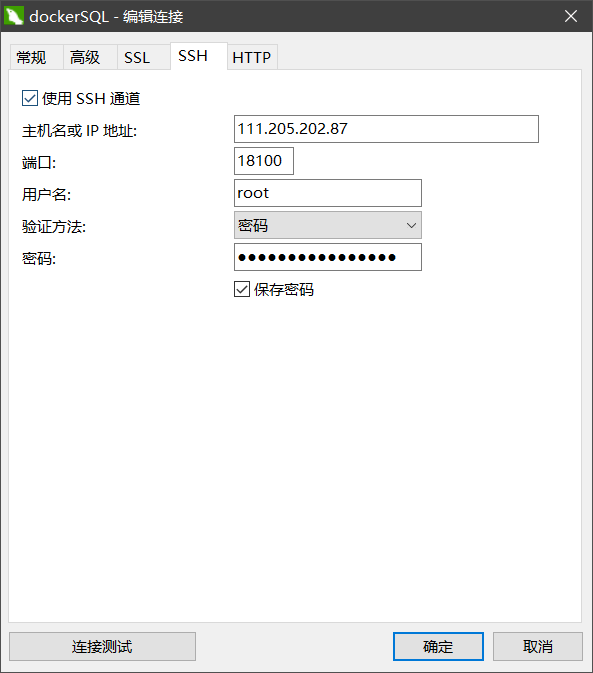 dockerSQL - 编辑连接
常规 高级 SSL SSH HTTP
使用 SSH 通道
主机名或 IP 地址: 111.205.202.87
端口: 18100
用户名: root
验证方法: 密码
密码: ●●●●●●●●●●●●●●●●
保存密码
连接测试 确定 取消